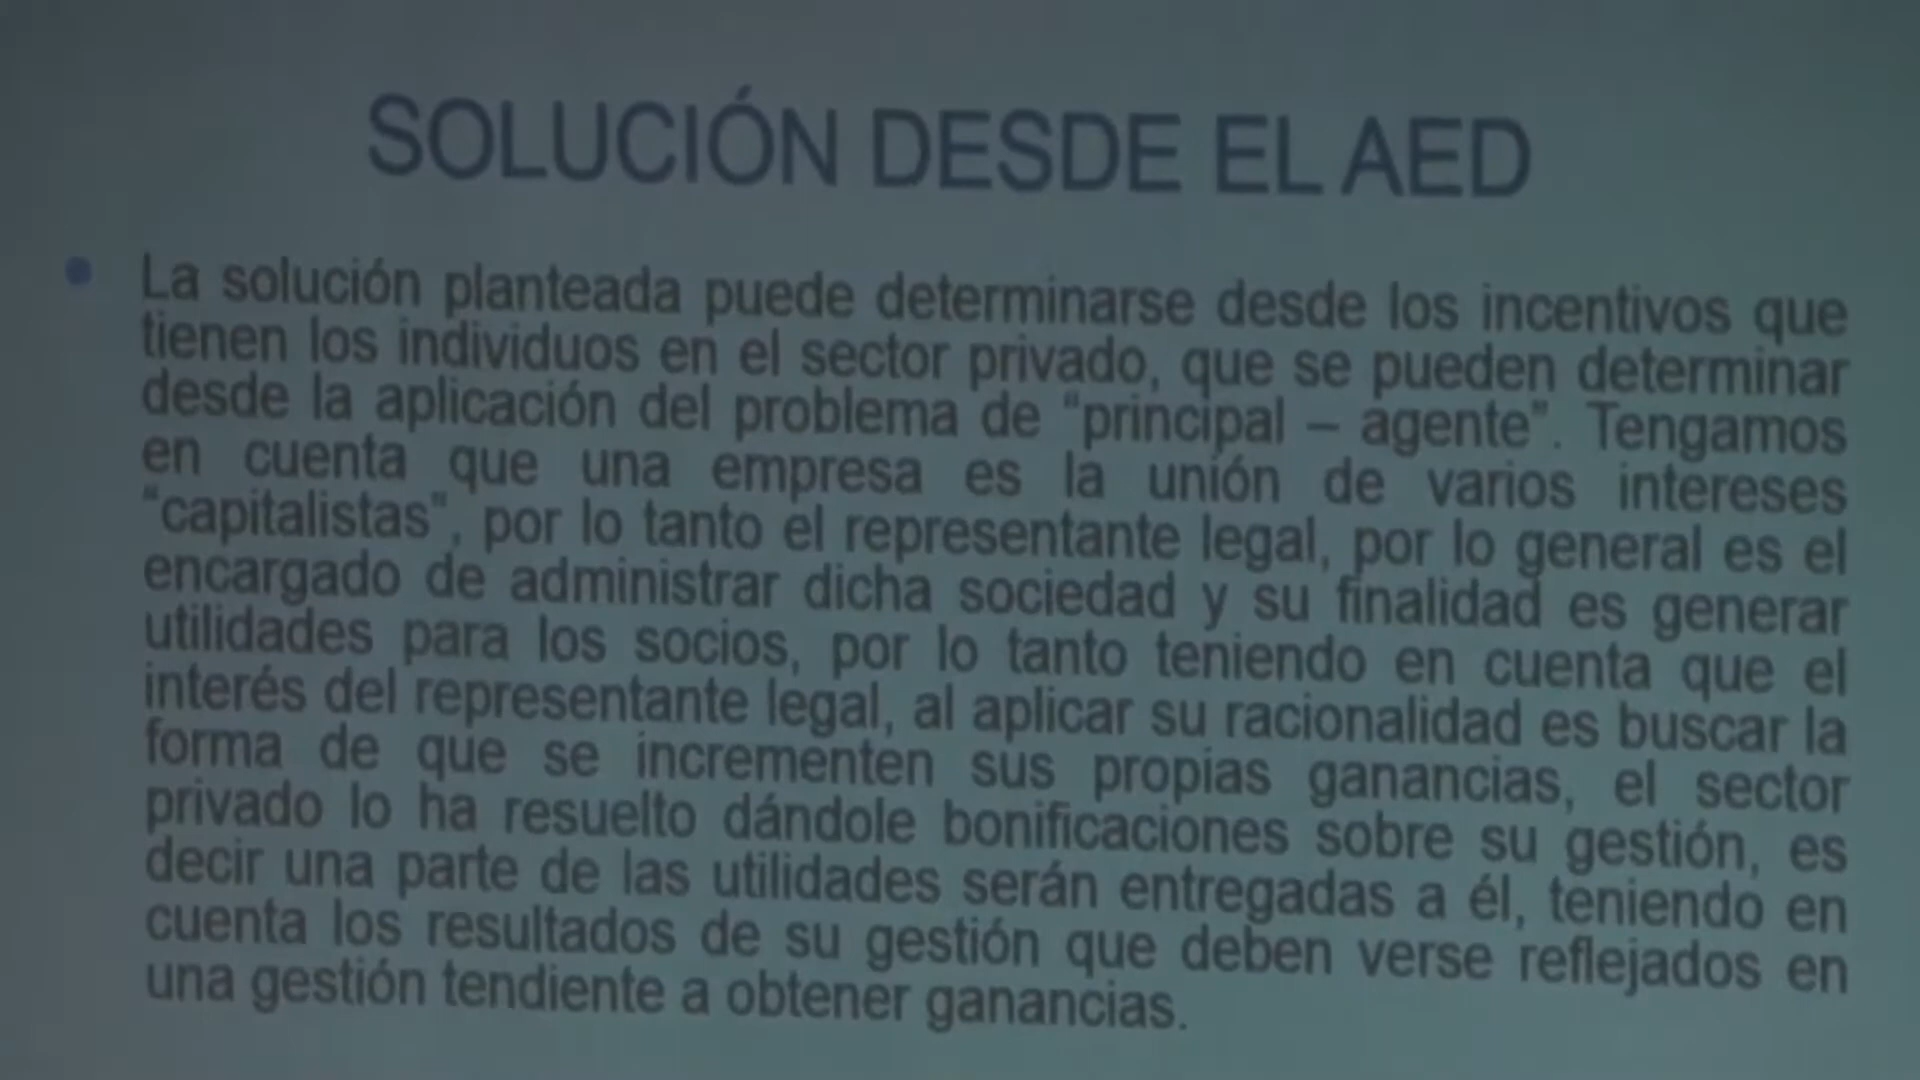 SOLUCIÓN DESDE EL AED
• La solución planteada puede determinarse desde los incentivos que
tienen los individuos en el sector privado, que se pueden determinar
desde la aplicación del problema de “principal – agente”. Tengamos
en cuenta que una empresa es la unión de varios intereses
“capitalistas”, por lo tanto el representante legal, por lo general es el
encargado de administrar dicha sociedad y su finalidad es generar
utilidades para los socios, por lo tanto teniendo en cuenta que el
interés del representante legal, al aplicar su racionalidad es buscar la
forma de que se incrementen sus propias ganancias, el sector
privado lo ha resuelto dándole bonificaciones sobre su gestión, es
decir una parte de las utilidades serán entregadas a él, teniendo en
cuenta los resultados de su gestión que deben verse reflejados en
una gestión tendiente a obtener ganancias.